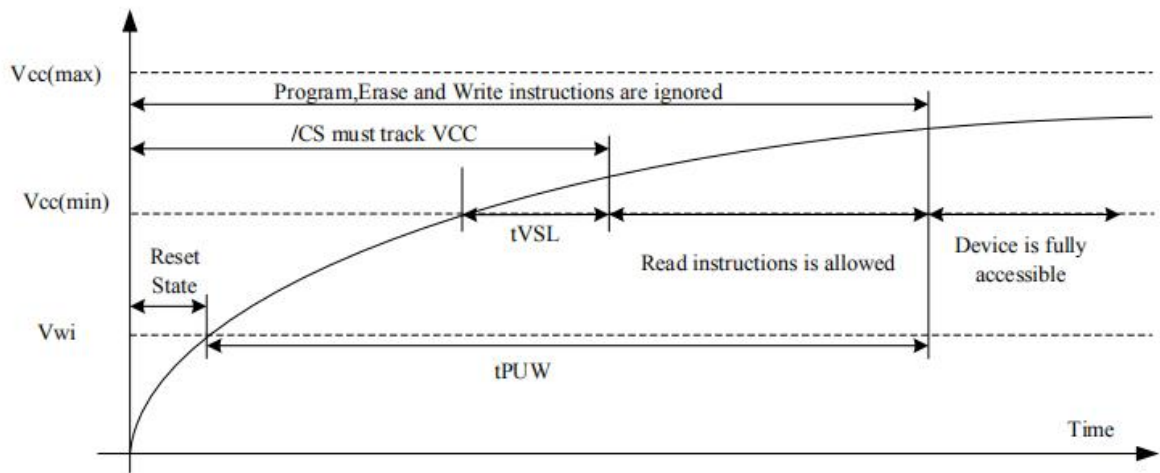 Vcc(max)
Program,Erase and Write instructions are ignored
/CS must track VCC
Vcc(min)
tVSL
Reset
State
Read instructions is allowed
Device is fully
accessible
Vwi
tPUW
Time